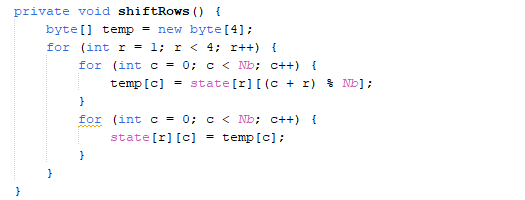 private void shiftRows() {
    byte[] temp = new byte[4];
    for (int r = 1; r < 4; r++) {
        for (int c = 0; c < Nb; c++) {
            temp[c] = state[r][(c + r) % Nb];
        }
        for (int c = 0; c < Nb; c++) {
            state[r][c] = temp[c];
        }
    }
}